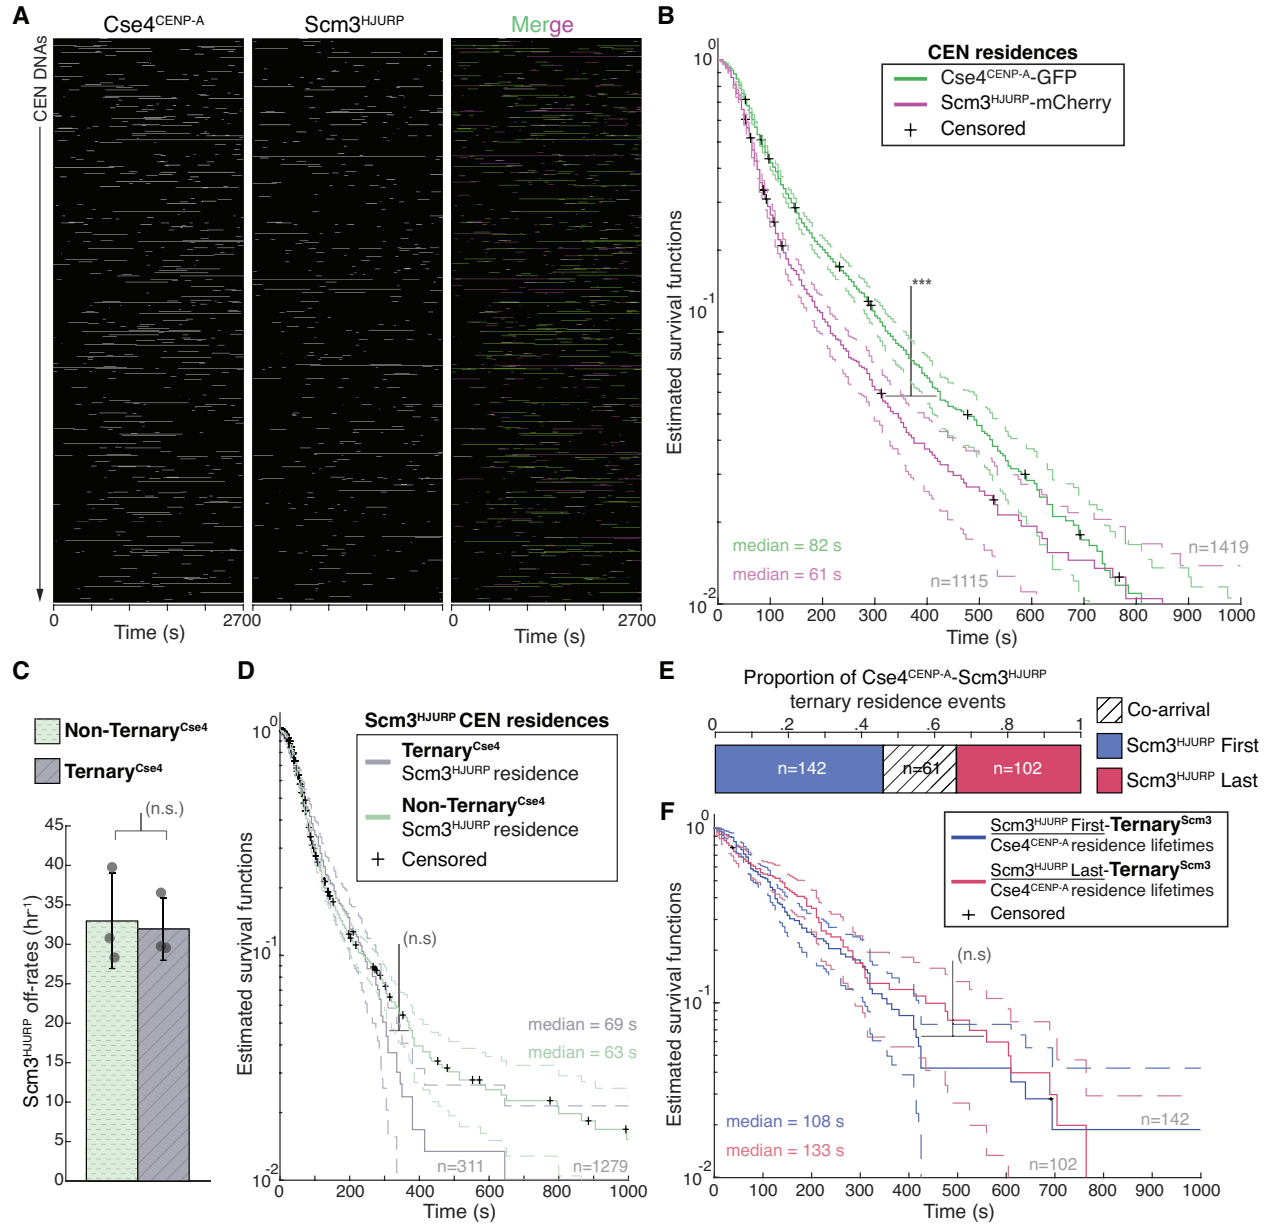 A
Cse4CENP-A
Scm3HJURP
Merge
CEN DNAs
0
2700
0
2700
0
2700
Time (s)
Time (s)
Time (s)
B
CEN residences
Cse4CENP-A-GFP
Scm3HJURP-mCherry
Censored
Estimated survival functions
10^0
10^-1
10^-2
***
median = 82 s
median = 61 s
n=1419
n=1115
0 100 200 300 400 500 600 700 800 900 1000
Time (s)
C
Non-TernaryCse4
TernaryCse4
(n.s.)
Scm3HJURP off-rates (hr-1)
45
40
35
30
25
20
15
10
5
0
D
Scm3HJURP CEN residences
TernaryCse4
Scm3HJURP residence
Non-TernaryCse4
Scm3HJURP residence
Censored
Estimated survival functions
10^0
10^-1
10^-2
(n.s)
median = 69 s
median = 63 s
n=311
n=1279
0 200 400 600 800 1000
Time (s)
E
Proportion of Cse4CENP-A-Scm3HJURP
ternary residence events
0 .2 .4 .6 .8 1
n=142
n=61
n=102
Co-arrival
Scm3HJURP First
Scm3HJURP Last
F
Scm3HJURP First-TernaryScm3
Cse4CENP-A residence lifetimes
Scm3HJURP Last-TernaryScm3
Cse4CENP-A residence lifetimes
Censored
Estimated survival functions
10^0
10^-1
10^-2
(n.s)
median = 108 s
median = 133 s
n=142
n=102
0 100 200 300 400 500 600 700 800 900 1000
Time (s)